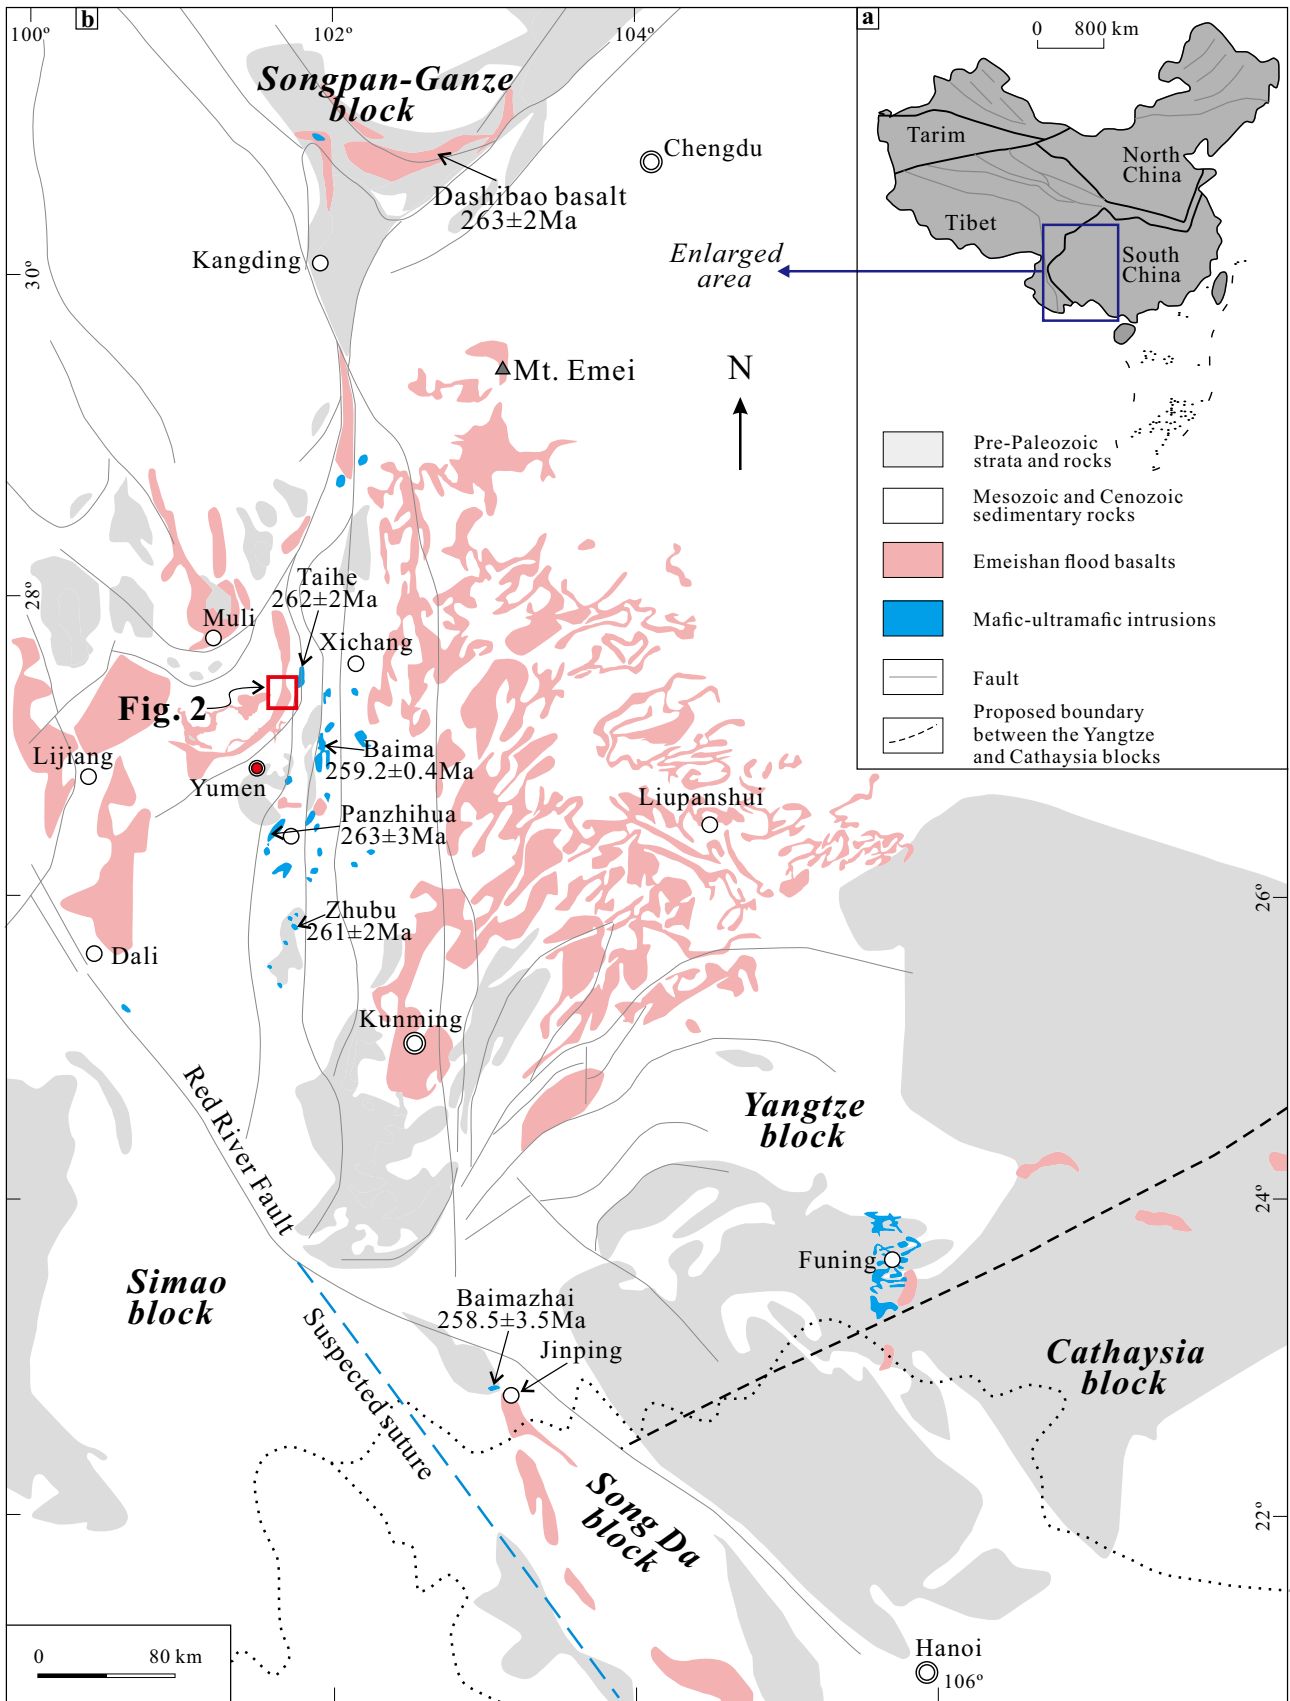 100º
b
102º
104º
a
0 800 km
Songpan-Ganze
block
Tarim
North
China
Chengdu
Dashibao basalt
263±2Ma
Tibet
Kangding
Enlarged
area
South
China
30º
Mt. Emei
N
Pre-Paleozoic
strata and rocks
Mesozoic and Cenozoic
sedimentary rocks
Emeishan flood basalts
Mafic-ultramafic intrusions
Fault
Proposed boundary
between the Yangtze
and Cathaysia blocks
28º
Taihe
262±2Ma
Muli
Xichang
Fig. 2
Lijiang
Baima
259.2±0.4Ma
Yumen
Panzhihua
263±3Ma
Liupanshui
26º
Zhubu
261±2Ma
Dali
Kunming
Red River Fault
Yangtze
block
24º
Funing
Simao
block
Baimazhai
258.5±3.5Ma
Jinping
Suspected suture
Cathaysia
block
Song Da
block
22º
0 80 km
Hanoi
106º